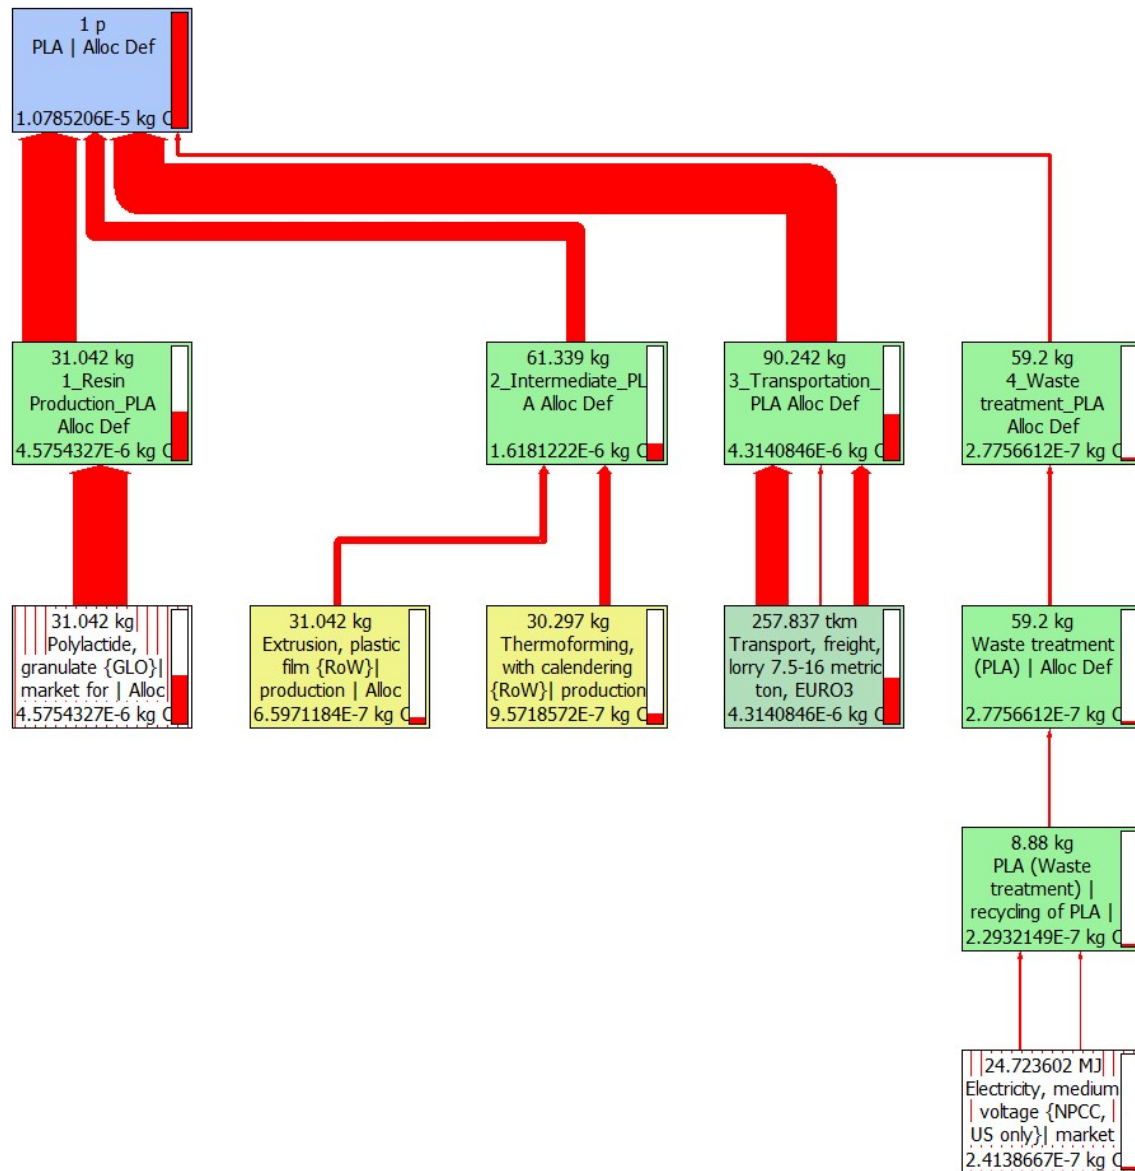 1 p
PLA | Alloc Def
1.0785206E-5 kg C
31.042 kg
1_Resin
Production_PLA
Alloc Def
4.5754327E-6 kg C
61.339 kg
2_Intermediate_PL
A Alloc Def
1.6181222E-6 kg C
90.242 kg
3_Transportation_
PLA Alloc Def
4.3140846E-6 kg C
59.2 kg
4_Waste
treatment_PLA
Alloc Def
2.7756612E-7 kg C
31.042 kg
Polylactide,
granulate {GLO}|
market for | Alloc
4.5754327E-6 kg C
31.042 kg
Extrusion, plastic
film {RoW}|
production | Alloc
6.5971184E-7 kg C
30.297 kg
Thermoforming,
with calendering
{RoW}| production
9.5718572E-7 kg C
257.837 tkm
Transport, freight,
lorry 7.5-16 metric
ton, EURO3
4.3140846E-6 kg C
59.2 kg
Waste treatment
(PLA) | Alloc Def
2.7756612E-7 kg C
8.88 kg
PLA (Waste
treatment) |
recycling of PLA |
2.2932149E-7 kg C
24.723602 MJ
Electricity, medium
voltage {NPCC,
US only}| market
2.4138667E-7 kg C